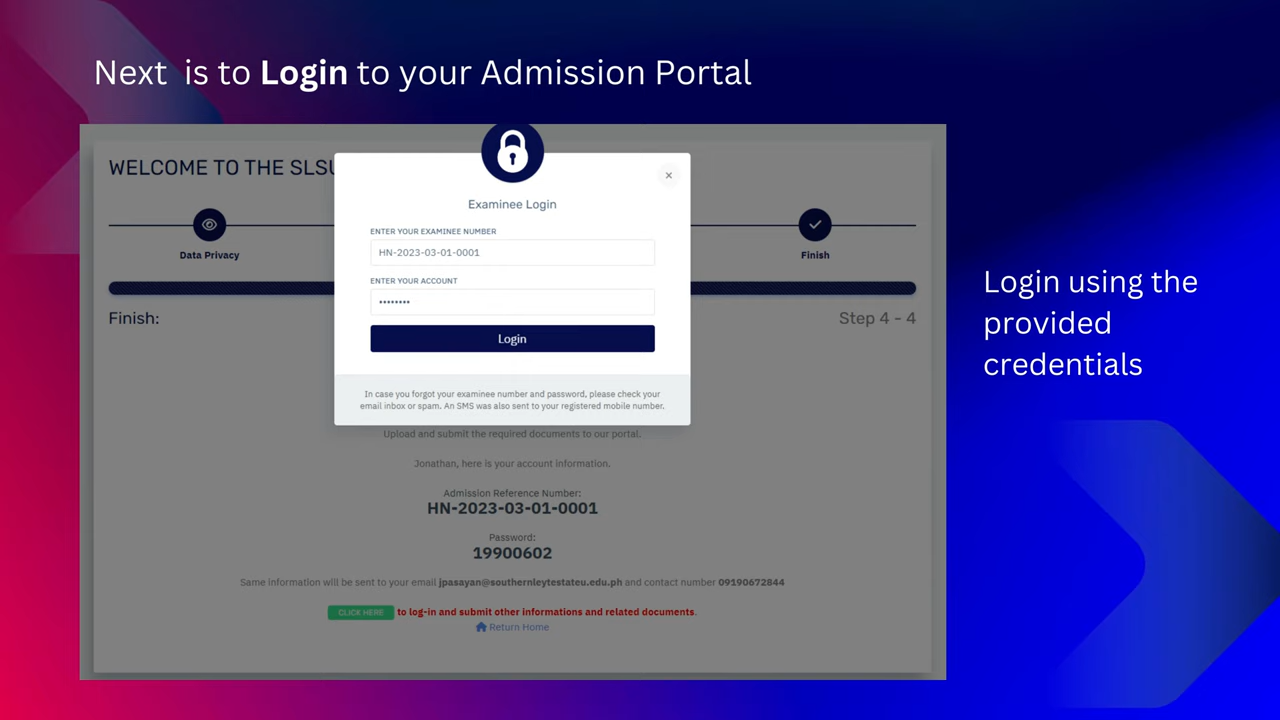 Next is to Login to your Admission Portal
WELCOME TO THE SLSU
Examinee Login
ENTER YOUR EXAMINEE NUMBER
HN-2023-03-01-0001
ENTER YOUR ACCOUNT
••••••••
Login
In case you forgot your examinee number and password, please check your
email inbox or spam. An SMS was also sent to your registered mobile number.
Data Privacy
Finish
Finish:
Step 4 - 4
Upload and submit the required documents to our portal.
Jonathan, here is your account information.
Admission Reference Number:
HN-2023-03-01-0001
Password:
19900602
Same information will be sent to your email jpasayan@southernleytestateu.edu.ph and contact number 09190672844
CLICK HERE to log-in and submit other informations and related documents.
Return Home
Login using the
provided
credentials